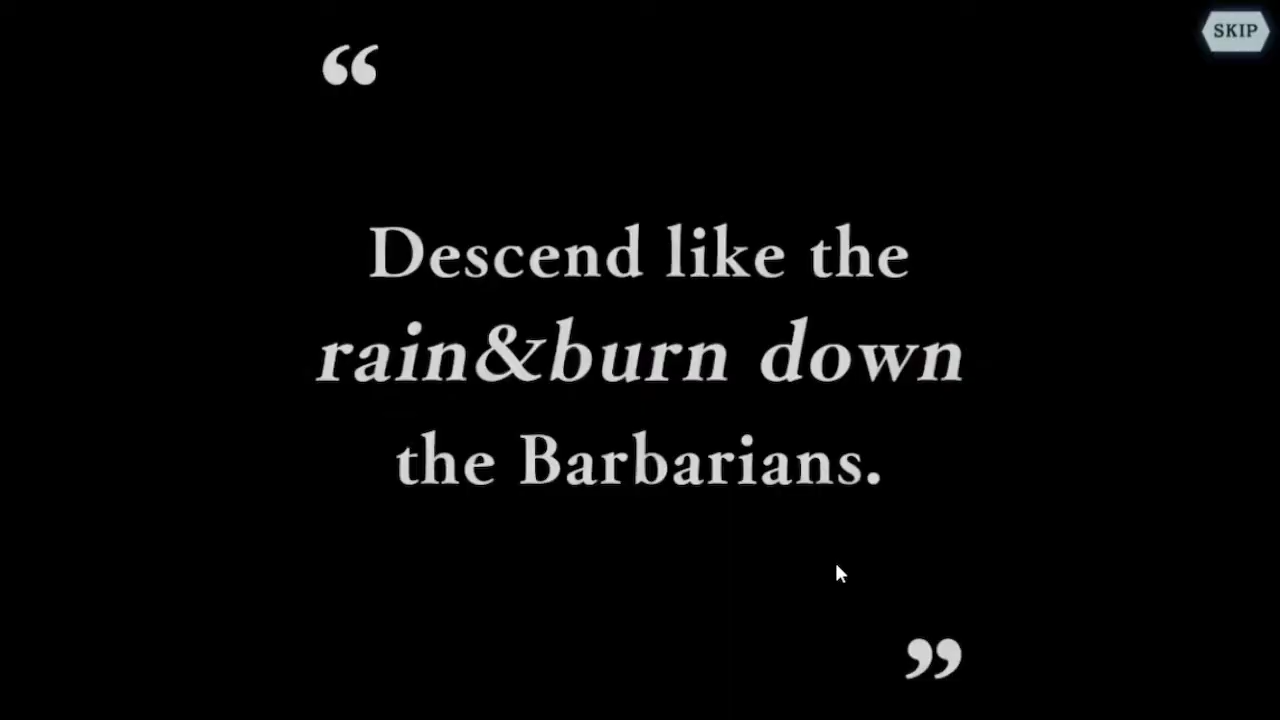 SKIP
“
Descend like the
rain&burn down
the Barbarians.
”